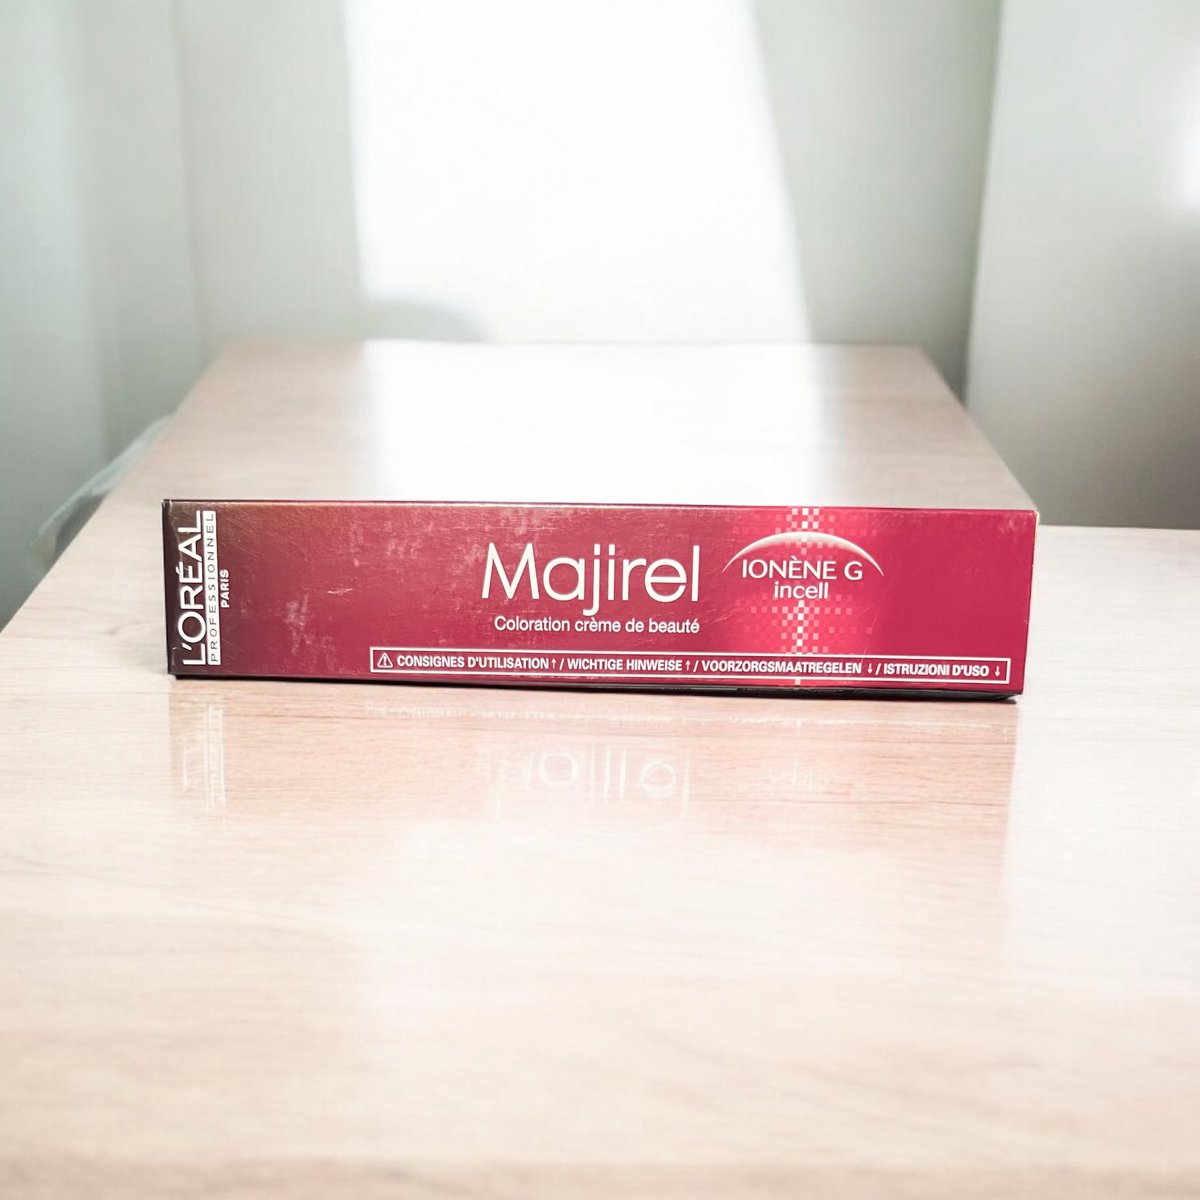 L'ORÉAL
PROFESSIONNEL
PARIS
Majirel
Coloration crème de beauté
IONÈNE G
incell
⚠ CONSIGNES D'UTILISATION ↑ / WICHTIGE HINWEISE ↑ / VOORZORGSMAATREGELEN ↓ / ISTRUZIONI D'USO ↓